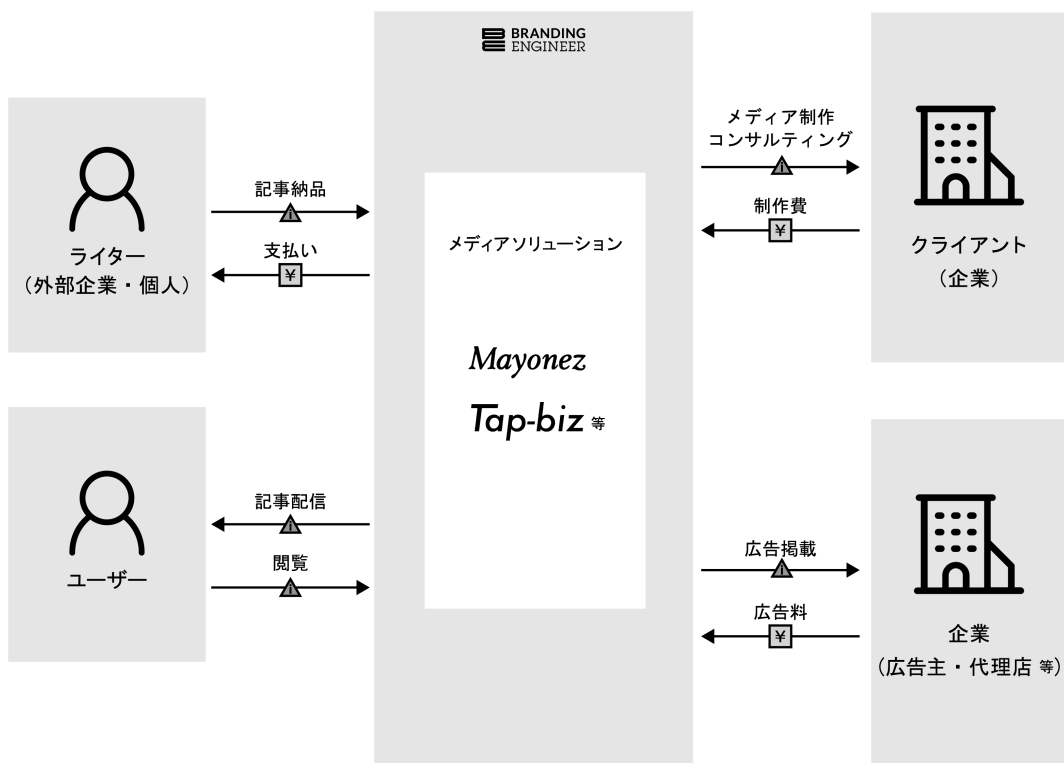 BRANDING
ENGINEER
ライター
（外部企業・個人）
記事納品
i
支払い
¥
ユーザー
記事配信
i
閲覧
i
メディアソリューション
Mayonez
Tap-biz 等
メディア制作
コンサルティング
i
制作費
¥
クライアント
（企業）
広告掲載
i
広告料
¥
企業
（広告主・代理店 等）